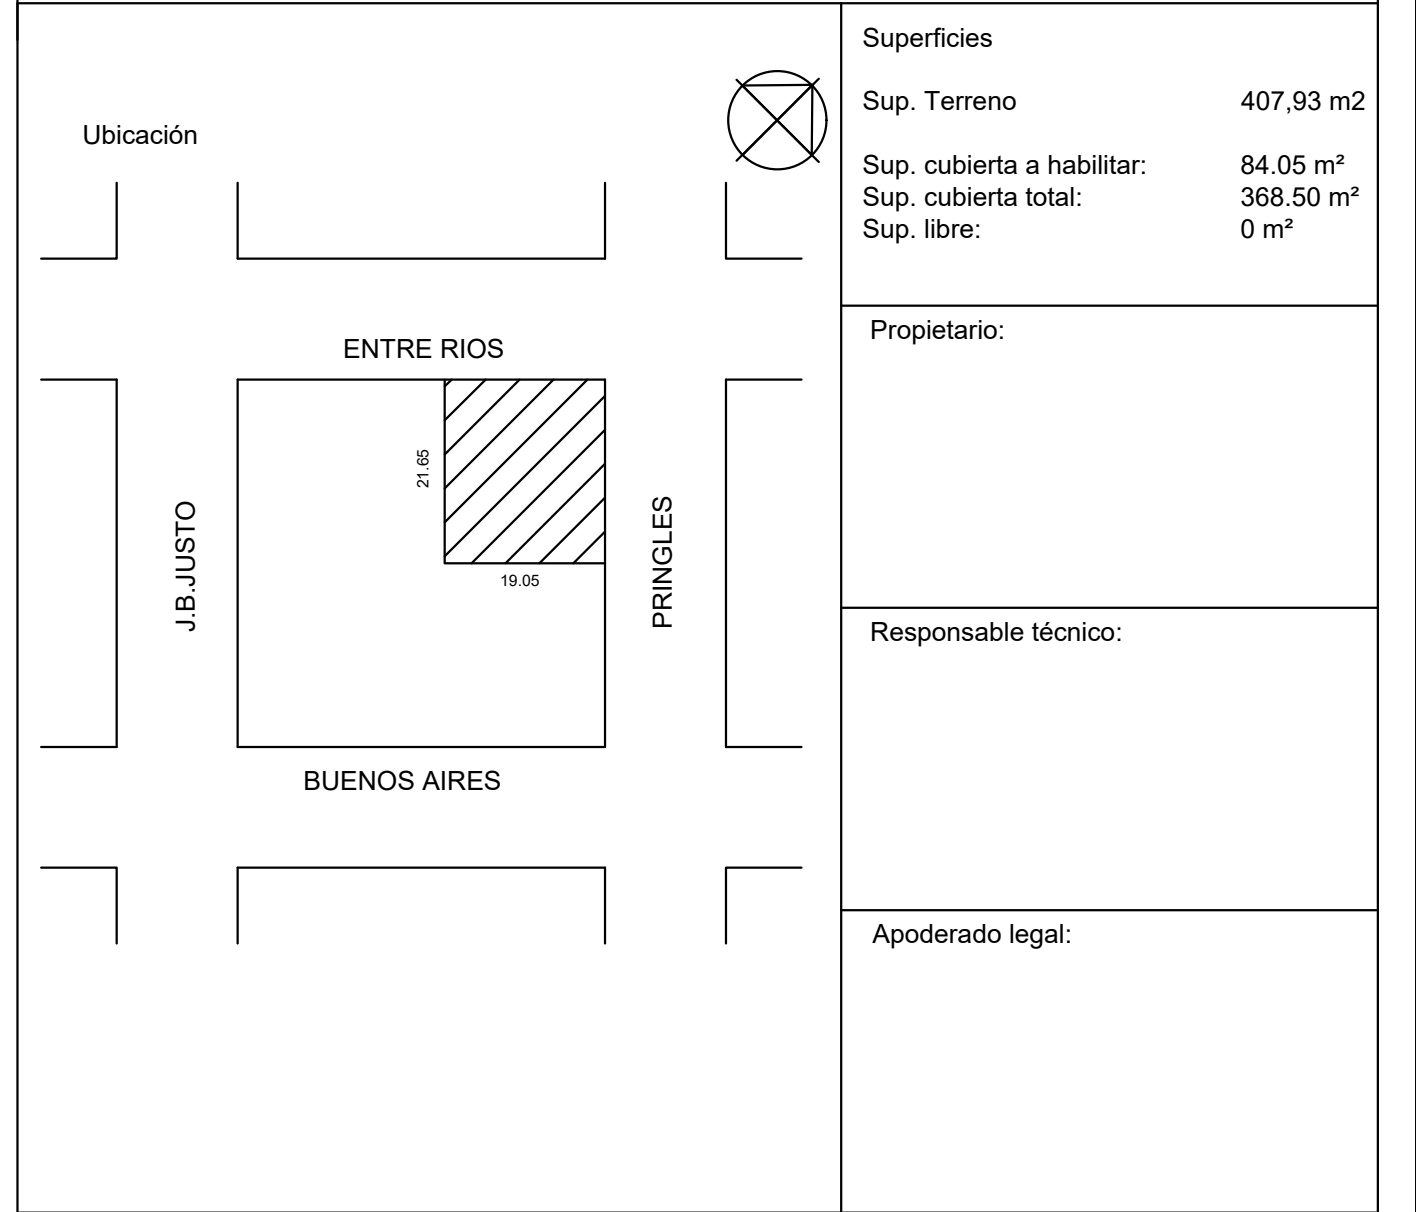 Ubicación
ENTRE RIOS
21.65
19.05
J.B.JUSTO
PRINGLES
BUENOS AIRES
Superficies
Sup. Terreno 407,93 m2
Sup. cubierta a habilitar: 84.05 m²
Sup. cubierta total: 368.50 m²
Sup. libre: 0 m²
Propietario:
Responsable técnico:
Apoderado legal: